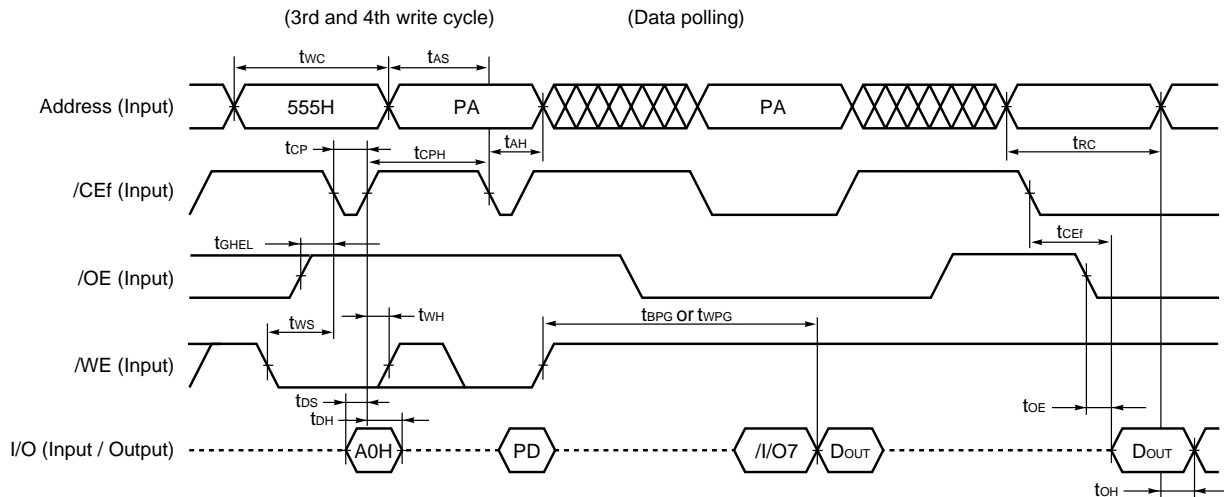 (3rd and 4th write cycle) (Data polling)
tWC tAS
Address (Input) 555H PA PA
tCP tCPH tAH tRC
/CEf (Input)
tGHEL tCEf
/OE (Input)
tWS tWH tBPG or tWPG
/WE (Input)
tDS tOE
tDH
I/O (Input / Output) A0H PD /I/O7 DOUT DOUT
tOH